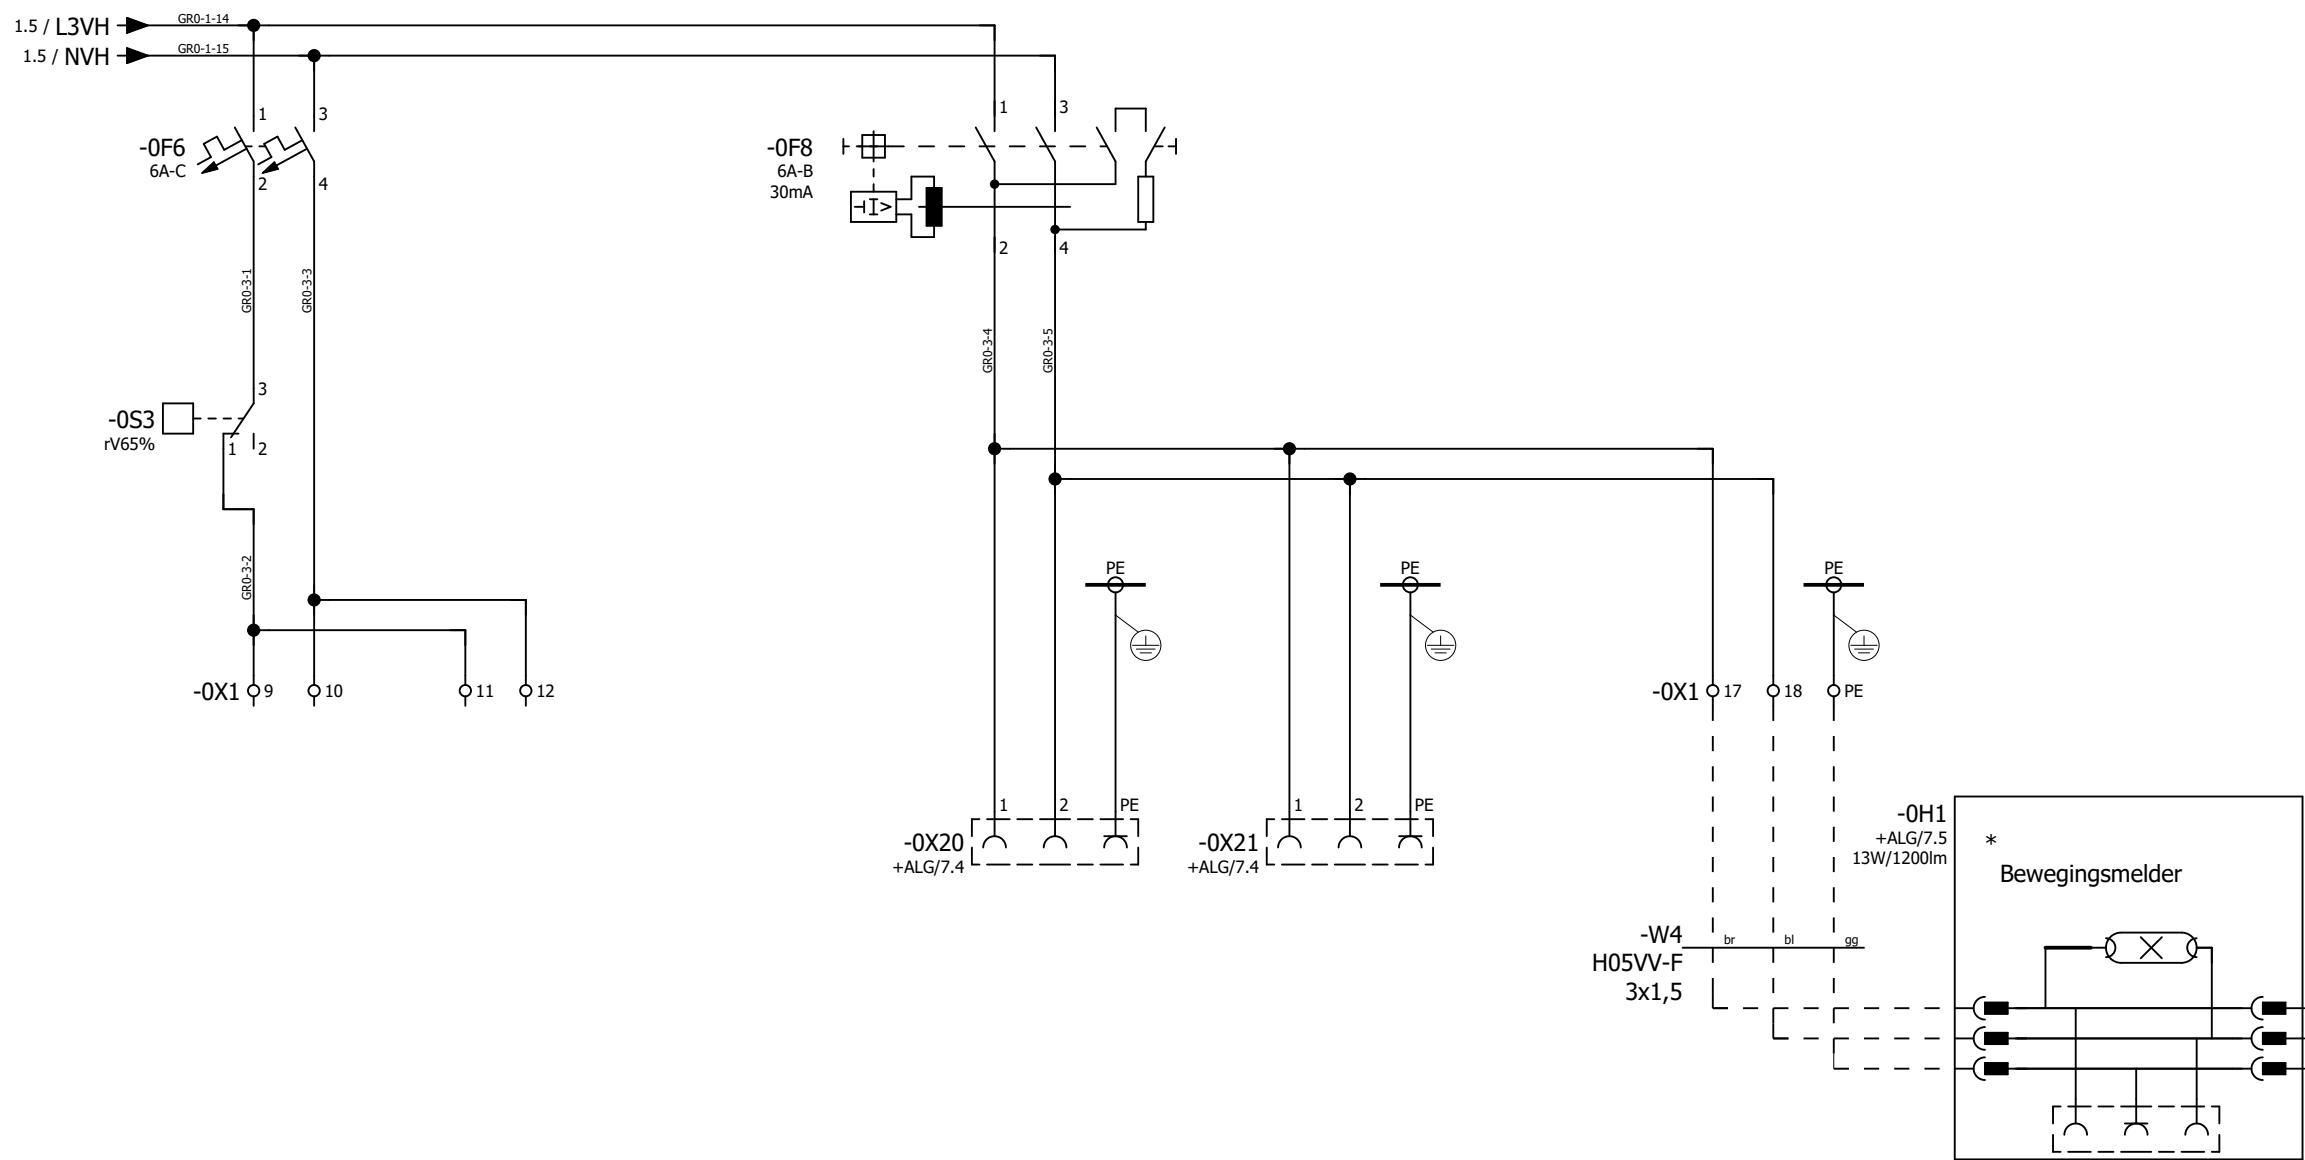 1.5 / L3VH
GR0-1-14
1.5 / NVH
GR0-1-15
1
3
-0F6
6A-C
2
4
1
3
-0F8
6A-B
30mA
2
4
GR0-3-1
GR0-3-3
GR0-3-4
GR0-3-5
3
-0S3
rV65%
1
2
GR0-3-2
PE
PE
PE
-0X1
9
10
11
12
-0X1
17
18
PE
1
2
PE
-0X20
+ALG/7.4
1
2
PE
-0X21
+ALG/7.4
-0H1
+ALG/7.5
13W/1200lm
*
Bewegingsmelder
-W4
H05VV-F
3x1,5
br
bl
gg